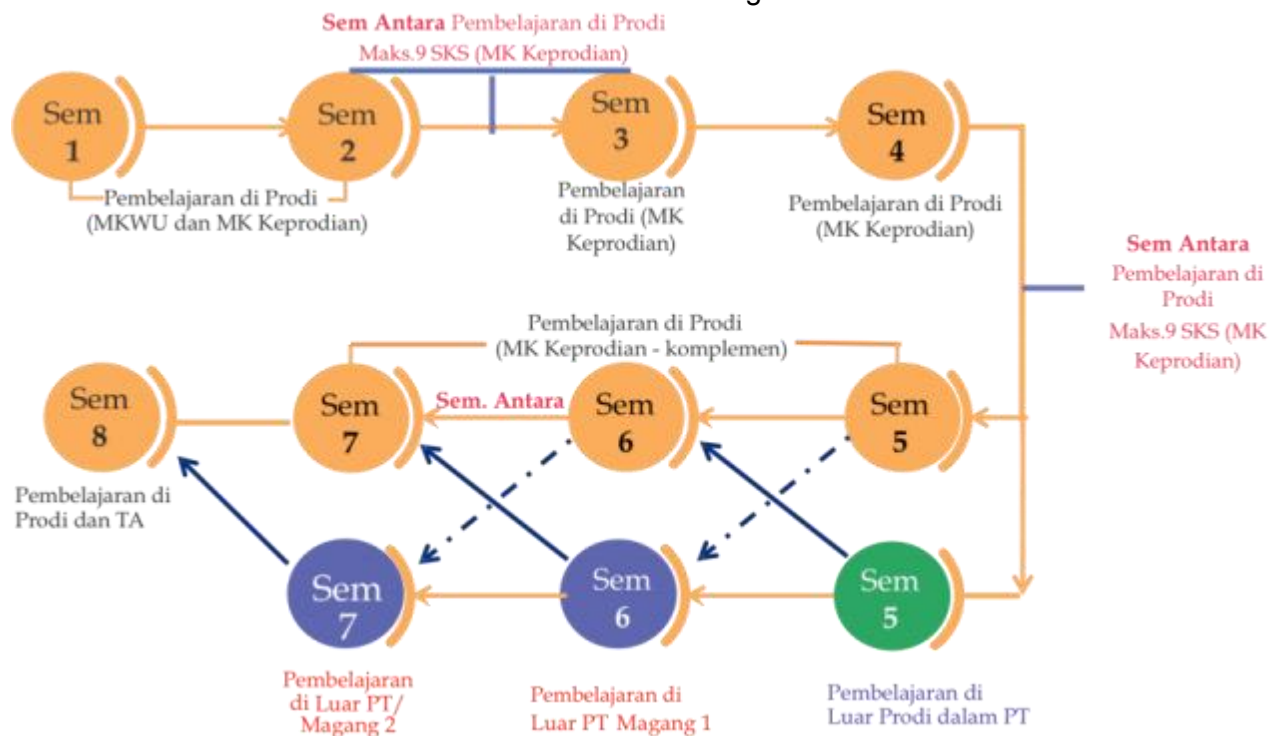 Sem Antara Pembelajaran di Prodi
Maks.9 SKS (MK Keprodian)
Sem
1
Sem
2
Sem
3
Sem
4
Pembelajaran di Prodi
(MKWU dan MK Keprodian)
Pembelajaran
di Prodi (MK
Keprodian)
Pembelajaran di Prodi
(MK Keprodian)
Sem Antara
Pembelajaran di
Prodi
Maks.9 SKS (MK
Keprodian)
Pembelajaran di Prodi
(MK Keprodian - komplemen)
Sem
8
Sem
7
Sem. Antara
Sem
6
Sem
5
Pembelajaran di
Prodi dan TA
Sem
7
Sem
6
Sem
5
Pembelajaran
di Luar PT/
Magang 2
Pembelajaran di
Luar PT Magang 1
Pembelajaran di
Luar Prodi dalam PT